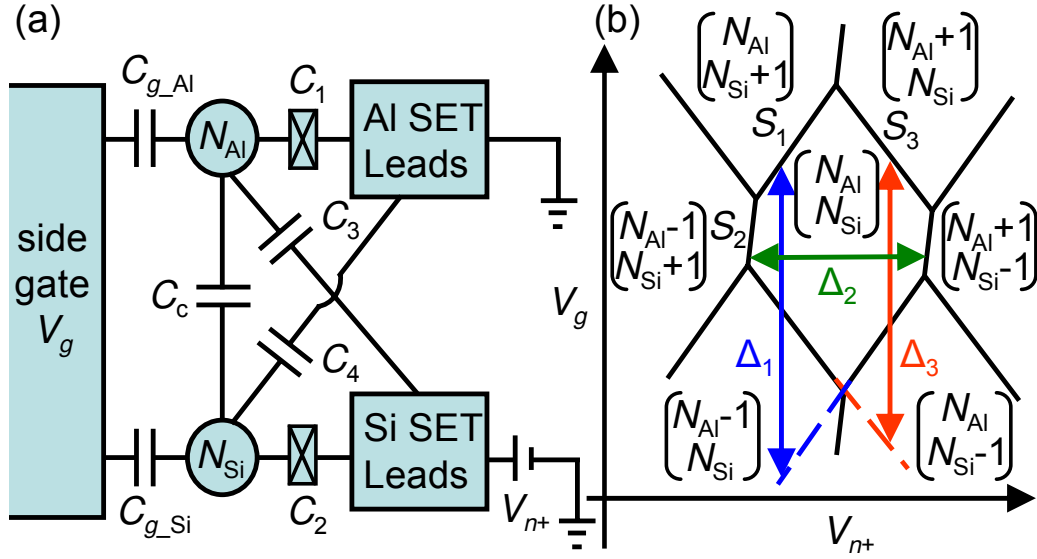 (a)
C_g_Al
C_1
N_Al
Al SET
Leads
side
gate
V_g
C_c
C_3
C_4
N_Si
Si SET
Leads
C_g_Si
C_2
V_n+
(b)
N_Al
N_Si+1
N_Al+1
N_Si
S_1
S_3
N_Al
N_Si
N_Al-1
N_Si+1
S_2
N_Al+1
N_Si-1
Δ_2
V_g
Δ_1
Δ_3
N_Al-1
N_Si
N_Al
N_Si-1
V_n+